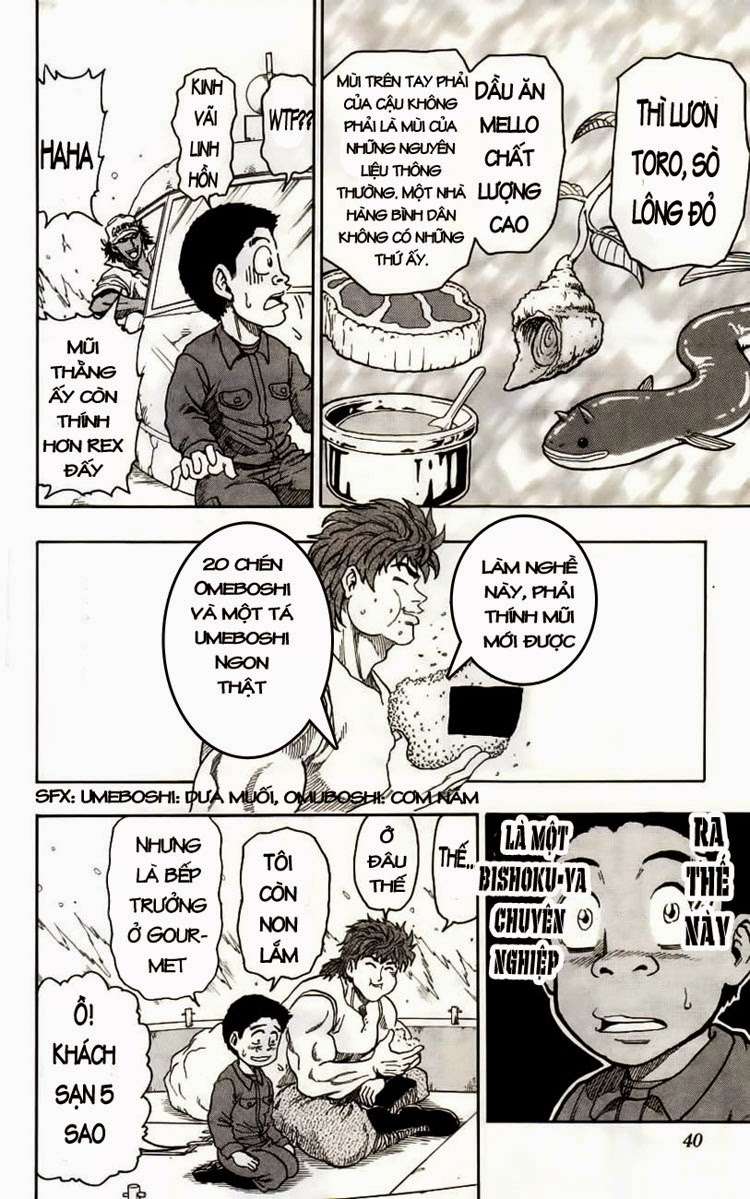 THÌ LƯƠN
TORO, SÒ
LÔNG ĐỎ
DẦU ĂN
MELLO
CHẤT
LƯỢNG
CAO
MÙI TRÊN TAY PHẢI
CỦA CẬU KHÔNG
PHẢI LÀ MÙI CỦA
NHỮNG NGUYÊN
LIỆU THÔNG
THƯỜNG, MỘT NHÀ
HÀNG BÌNH DÂN
KHÔNG CÓ NHỮNG
THỨ ẤY.
WTF??
KINH
VÃI
LINH
HỒN
HAHA
MŨI
THẰNG
ẤY CÒN
THÍNH
HƠN REX
ĐẤY
LÀM NGHỀ
NÀY, PHẢI
THÍNH MŨI
MỚI ĐƯỢC
20 CHÉN
OMEBOSHI
VÀ MỘT TÁ
UMEBOSHI
NGON
THẬT
SFX: UMEBOSHI: DƯA MUỐI, OMUBOSHI: CƠM NẮM
RA
THẾ
NÀY
LÀ MỘT
BISHOKU-YA
CHUYÊN
NGHIỆP
THẾ..
Ở
ĐÂU
THẾ
TÔI
CÒN
NON
LẮM
NHƯNG
LÀ BẾP
TRƯỞNG
Ở GOUR-
MET
Ồ!
KHÁCH
SẠN 5
SAO
40